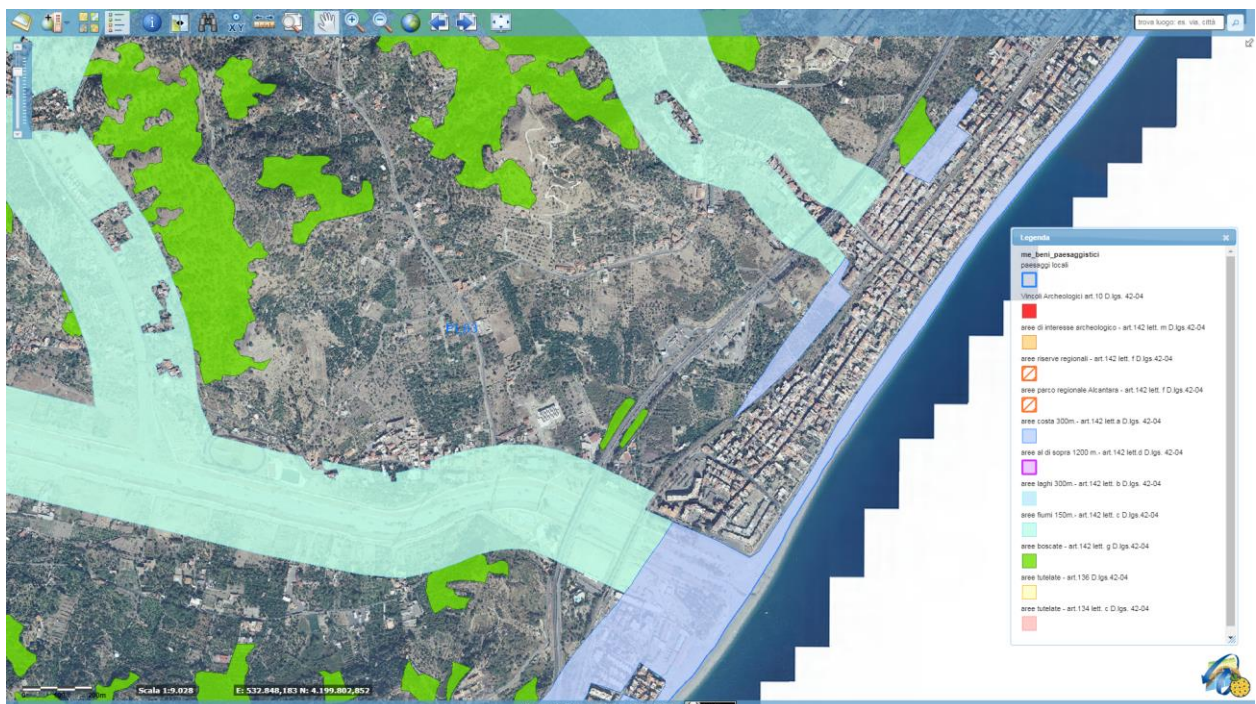 trova luogo: es. via, città
Legenda
me_beni_paesaggistici
paesaggi locali
Vincoli Archeologici art.10 D.lgs. 42-04
aree di interesse archeologico - art.142 lett. m D.lgs.42-04
aree riserve regionali - art.142 lett. f D.lgs.42-04
aree parco regionale Alcantara - art.142 lett. f D.lgs.42-04
aree costa 300m.- art.142 lett.a D.lgs. 42-04
aree al di sopra 1200 m.- art.142 lett.d D.lgs. 42-04
aree laghi 300m.- art.142 lett. b D.lgs.42-04
aree fiumi 150m.- art.142 lett. c D.lgs.42-04
aree boscate - art.142 lett. g D.lgs.42-04
aree tutelate - art.136 D.lgs.42-04
aree tutelate - art.134 lett. c D.lgs. 42-04
Scala 1:9.028
E: 532.848,183 N: 4.199.802,852